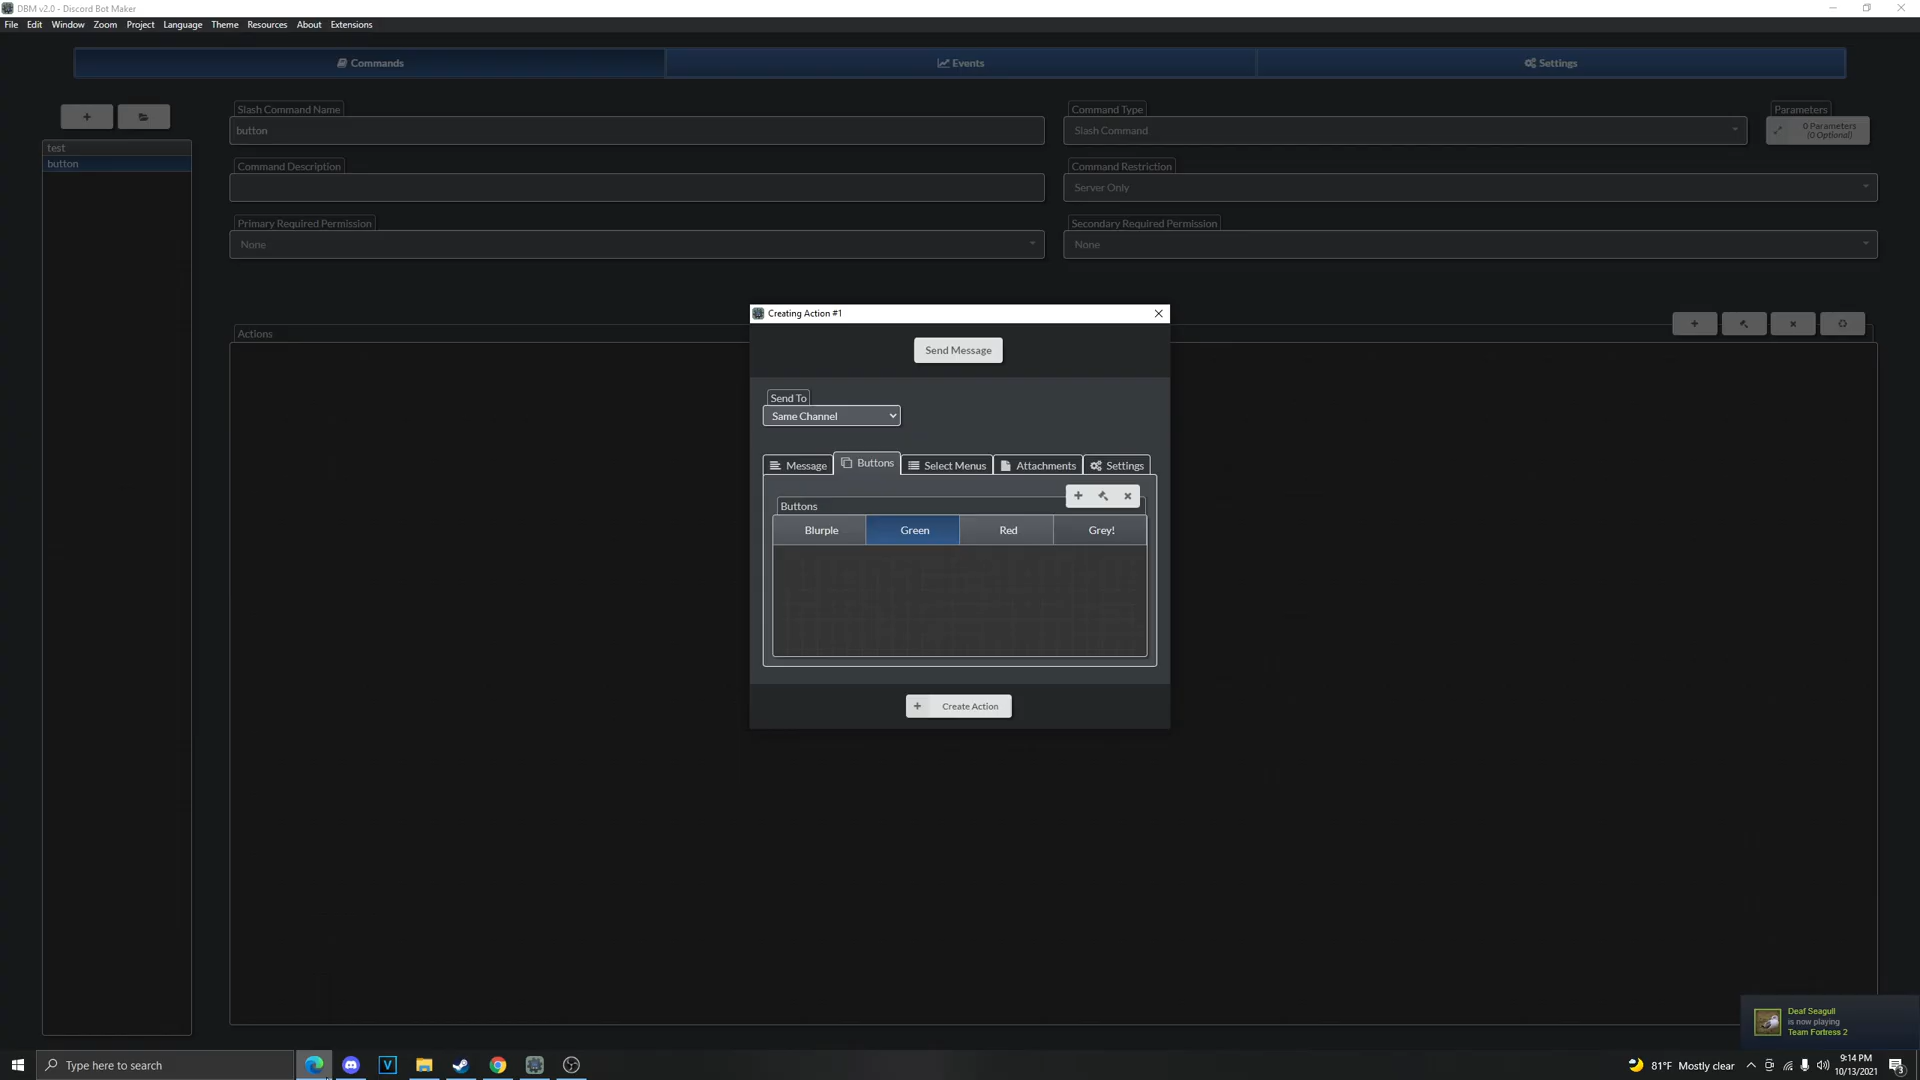 DBM v2.0 - Discord Bot Maker
File Edit Window Zoom Project Language Theme Resources About Extensions
Commands
Events
Settings
test
button
Slash Command Name
button
Command Type
Slash Command
Parameters
0 Parameters
(0 Optional)
Command Description
Command Restriction
Server Only
Primary Required Permission
None
Secondary Required Permission
None
Actions
Creating Action #1
Send Message
Send To
Same Channel
Message Buttons Select Menus Attachments Settings
Buttons
Blurple Green Red Grey!
Create Action
Deaf Seagull
is now playing
Team Fortress 2
Type here to search
V
81°F Mostly clear
9:14 PM
10/13/2021
3